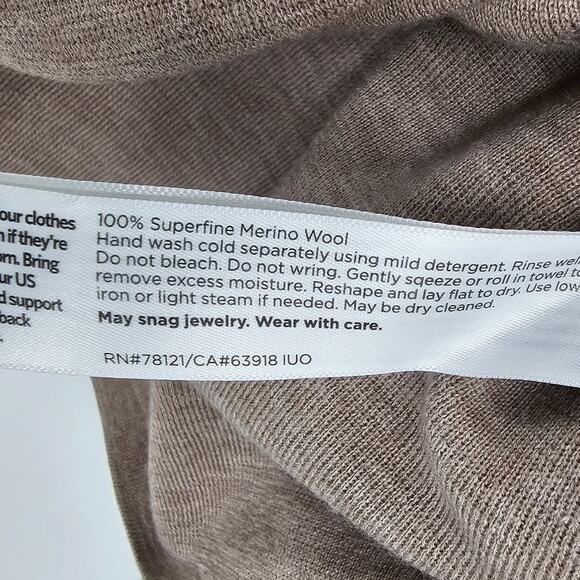 our clothes
if they're
orn. Bring
ur US
d support
back
100% Superfine Merino Wool
Hand wash cold separately using mild detergent. Rinse well
Do not bleach. Do not wring. Gently sqeeze or roll in towel to
remove excess moisture. Reshape and lay flat to dry. Use low
iron or light steam if needed. May be dry cleaned.
May snag jewelry. Wear with care.
RN#78121/CA#63918 IUO